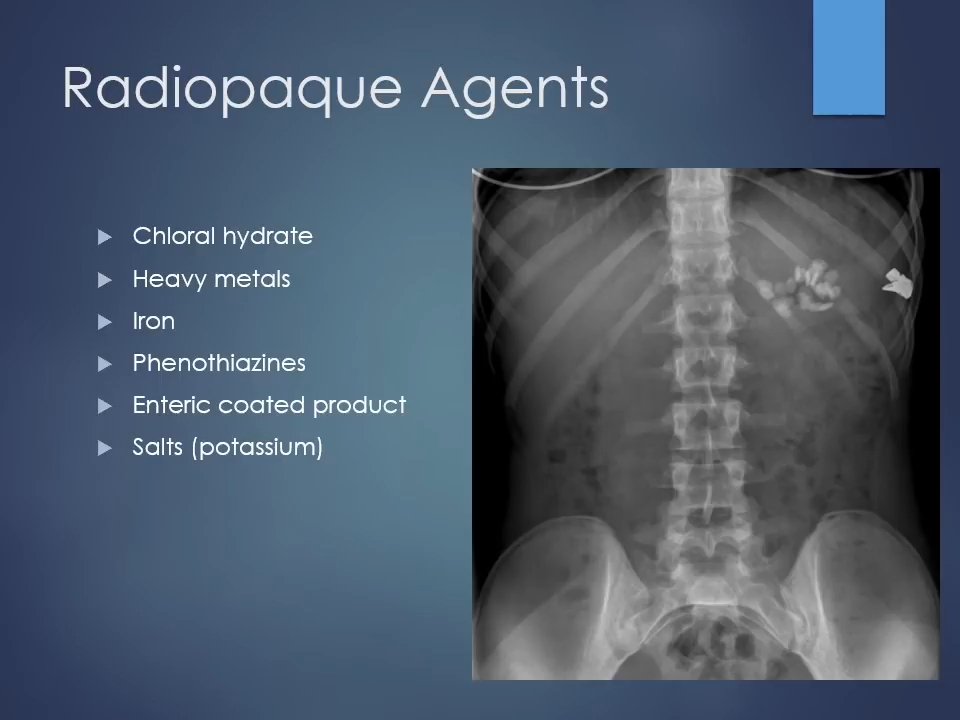 Radiopaque Agents
Chloral hydrate
Heavy metals
Iron
Phenothiazines
Enteric coated product
Salts (potassium)